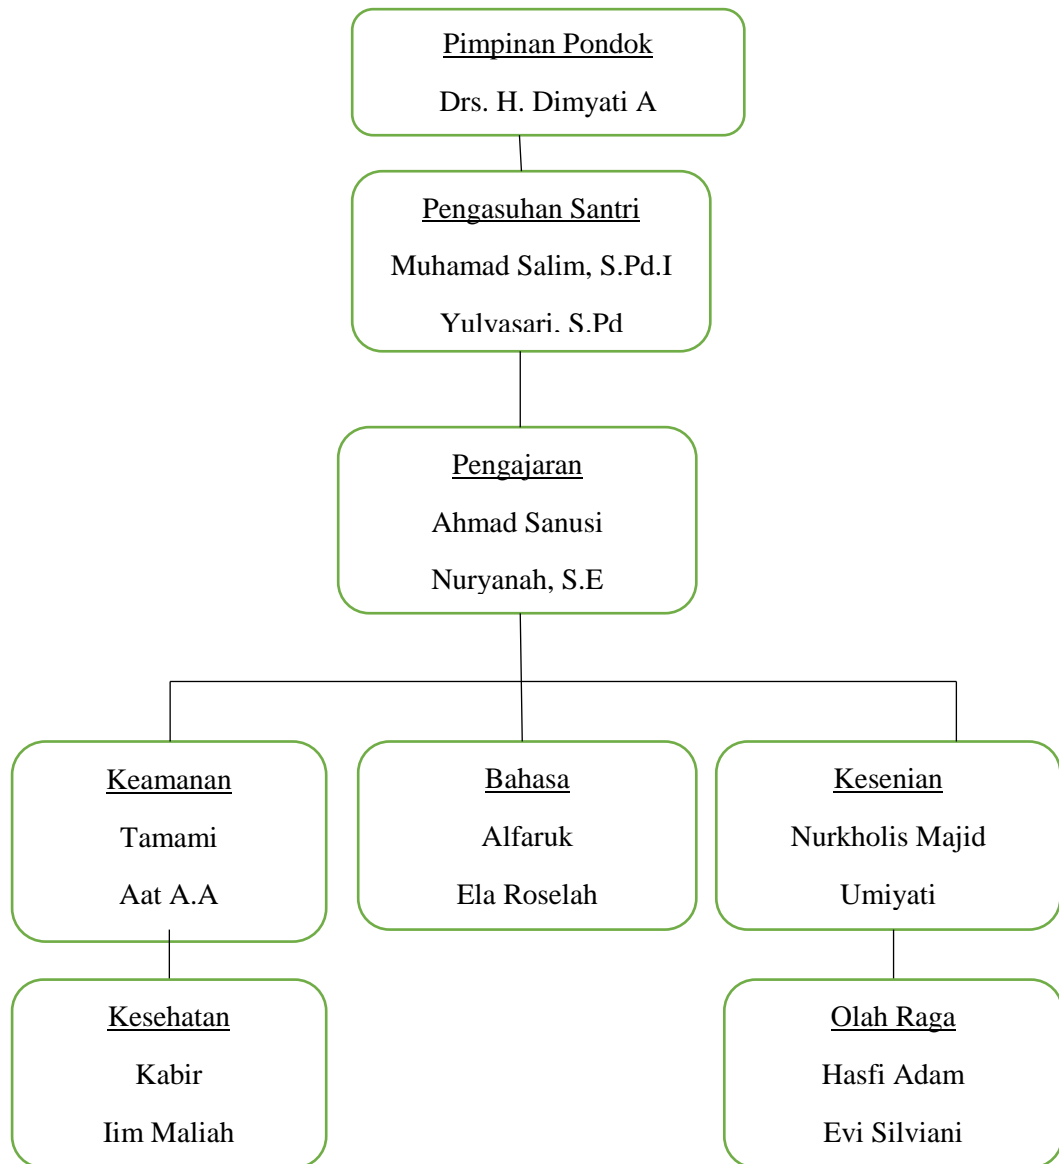 Pimpinan Pondok
Drs. H. Dimyati A
Pengasuhan Santri
Muhamad Salim, S.Pd.I
Yulyasari, S.Pd
Pengajaran
Ahmad Sanusi
Nuryanah, S.E
Keamanan
Tamami
Aat A.A
Bahasa
Alfaruk
Ela Roselah
Kesenian
Nurkholis Majid
Umiyati
Kesehatan
Kabir
Iim Maliah
Olah Raga
Hasfi Adam
Evi Silviani